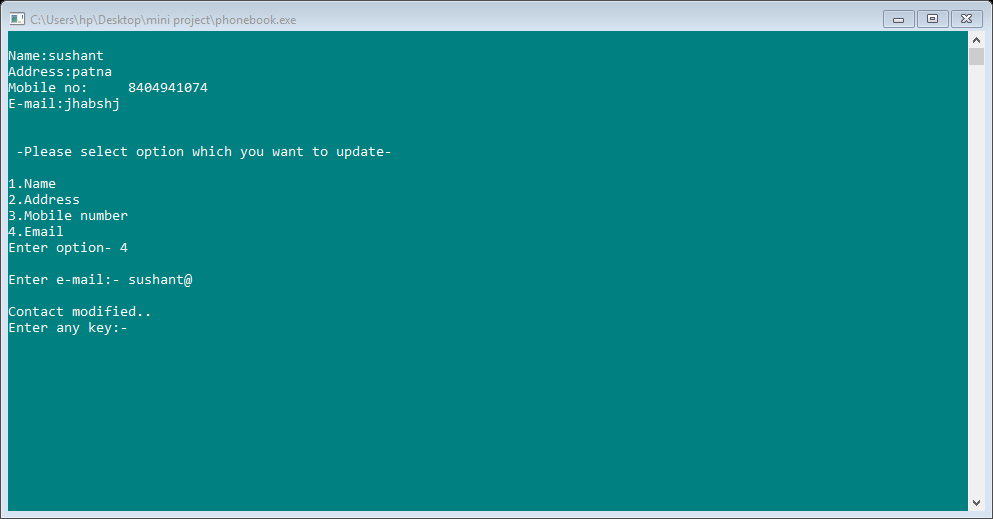 C:\Users\hp\Desktop\mini project\phonebook.exe
Name:sushant
Address:patna
Mobile no:     8404941074
E-mail:jhabshj
-Please select option which you want to update-
1.Name
2.Address
3.Mobile number
4.Email
Enter option- 4
Enter e-mail:- sushant@
Contact modified..
Enter any key:-